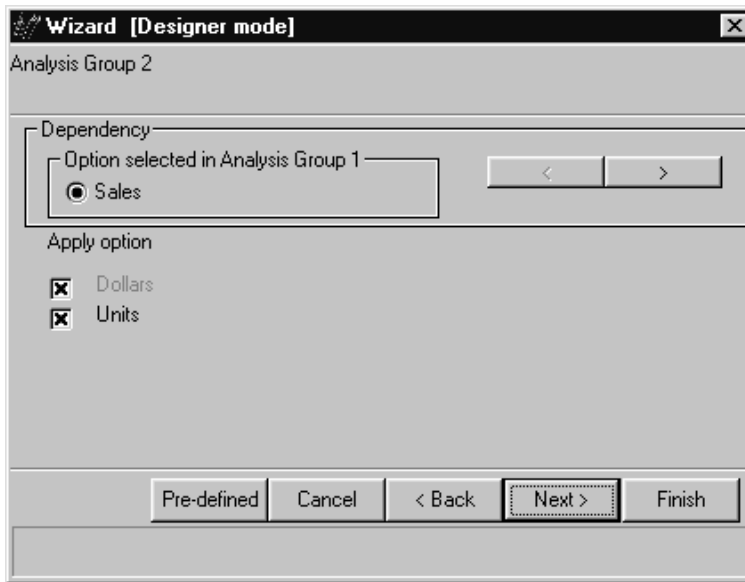 Wizard [Designer mode]
Analysis Group 2
Dependency
Option selected in Analysis Group 1
Sales
< >
Apply option
Dollars
Units
Pre-defined Cancel < Back Next > Finish